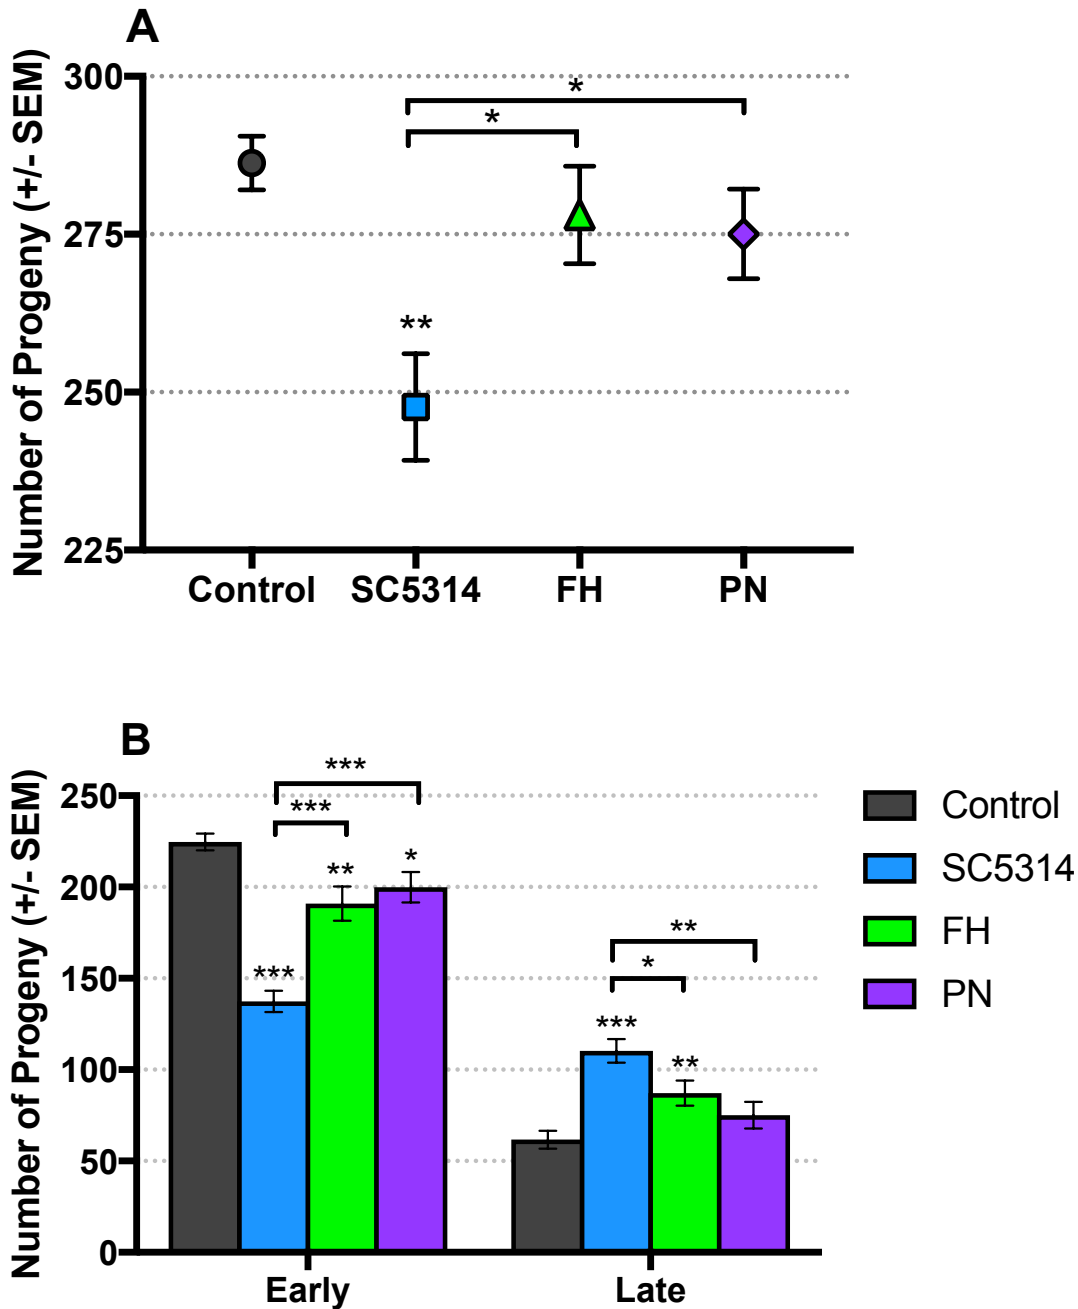 A
Number of Progeny (+/- SEM)
300
275
250
225
*
*
**
Control SC5314 FH PN
B
Number of Progeny (+/- SEM)
250
200
150
100
50
0
***
***
***
**
*
**
*
***
**
Early Late
Control
SC5314
FH
PN